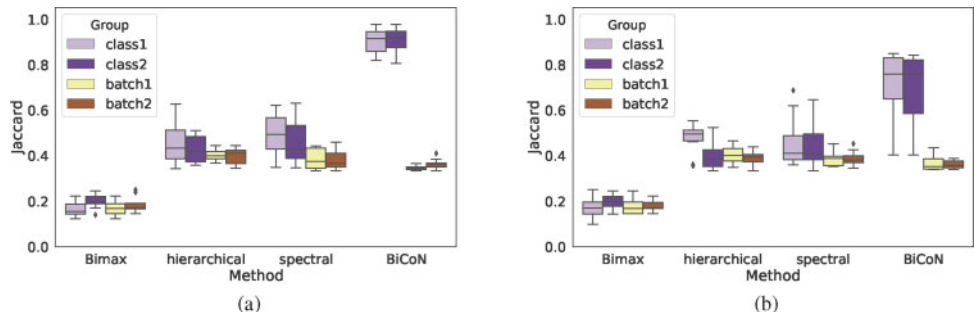 1.0
0.8
0.6
0.4
0.2
0.0
Jaccard
Group
class1
class2
batch1
batch2
Bimax hierarchical spectral BiCoN
Method
(a)
1.0
0.8
0.6
0.4
0.2
0.0
Jaccard
Group
class1
class2
batch1
batch2
Bimax hierarchical spectral BiCoN
Method
(b)